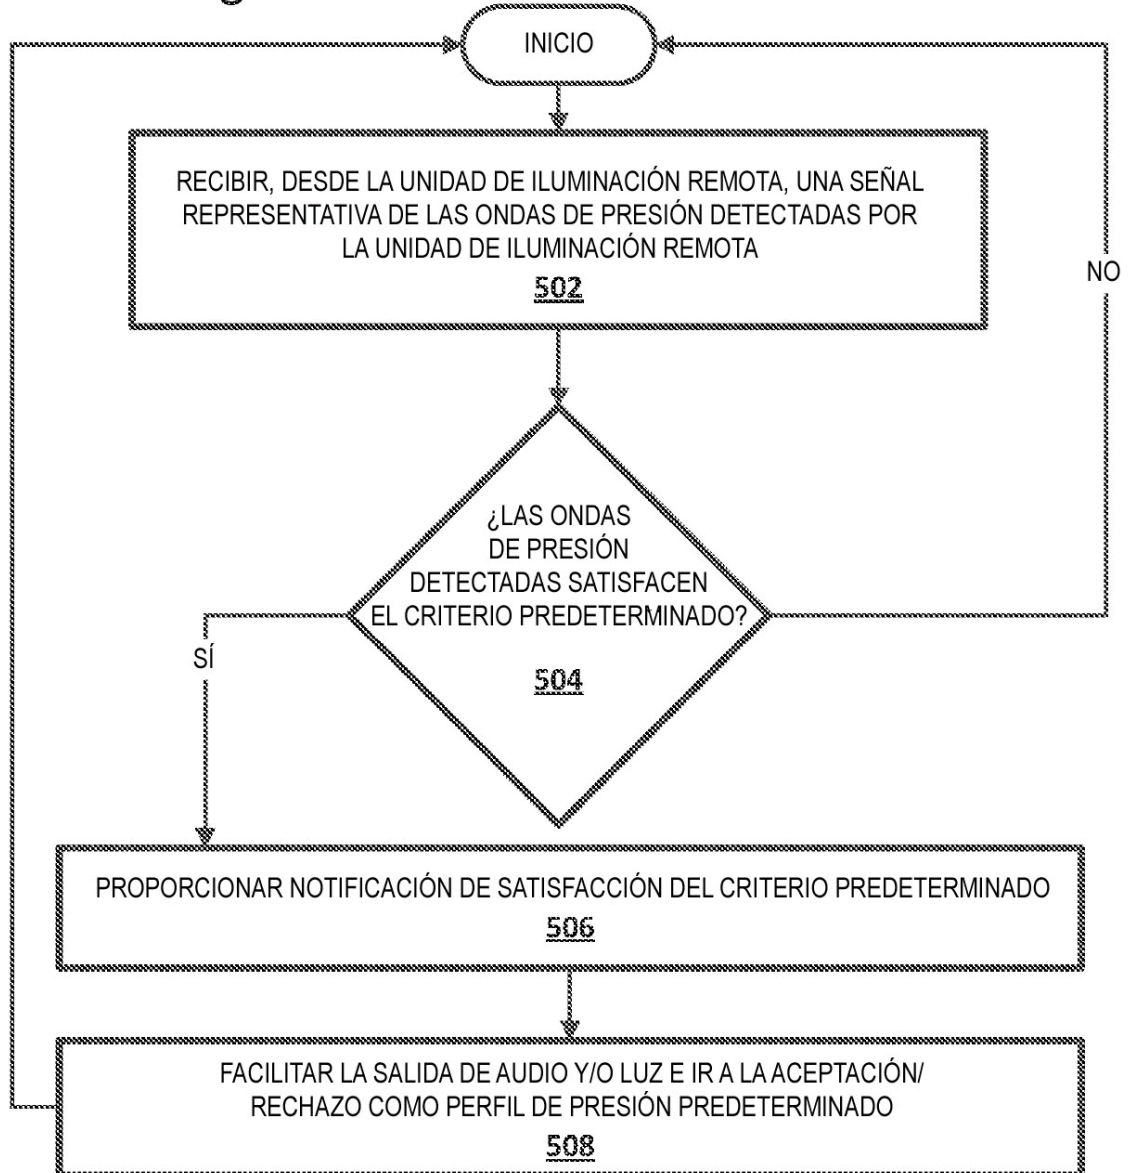 INICIO
RECIBIR, DESDE LA UNIDAD DE ILUMINACIÓN REMOTA, UNA SEÑAL
REPRESENTATIVA DE LAS ONDAS DE PRESIÓN DETECTADAS POR
LA UNIDAD DE ILUMINACIÓN REMOTA
502
NO
¿LAS ONDAS
DE PRESIÓN
DETECTADAS SATISFACEN
EL CRITERIO PREDETERMINADO?
504
SÍ
PROPORCIONAR NOTIFICACIÓN DE SATISFACCIÓN DEL CRITERIO PREDETERMINADO
506
FACILITAR LA SALIDA DE AUDIO Y/O LUZ E IR A LA ACEPTACIÓN/
RECHAZO COMO PERFIL DE PRESIÓN PREDETERMINADO
508